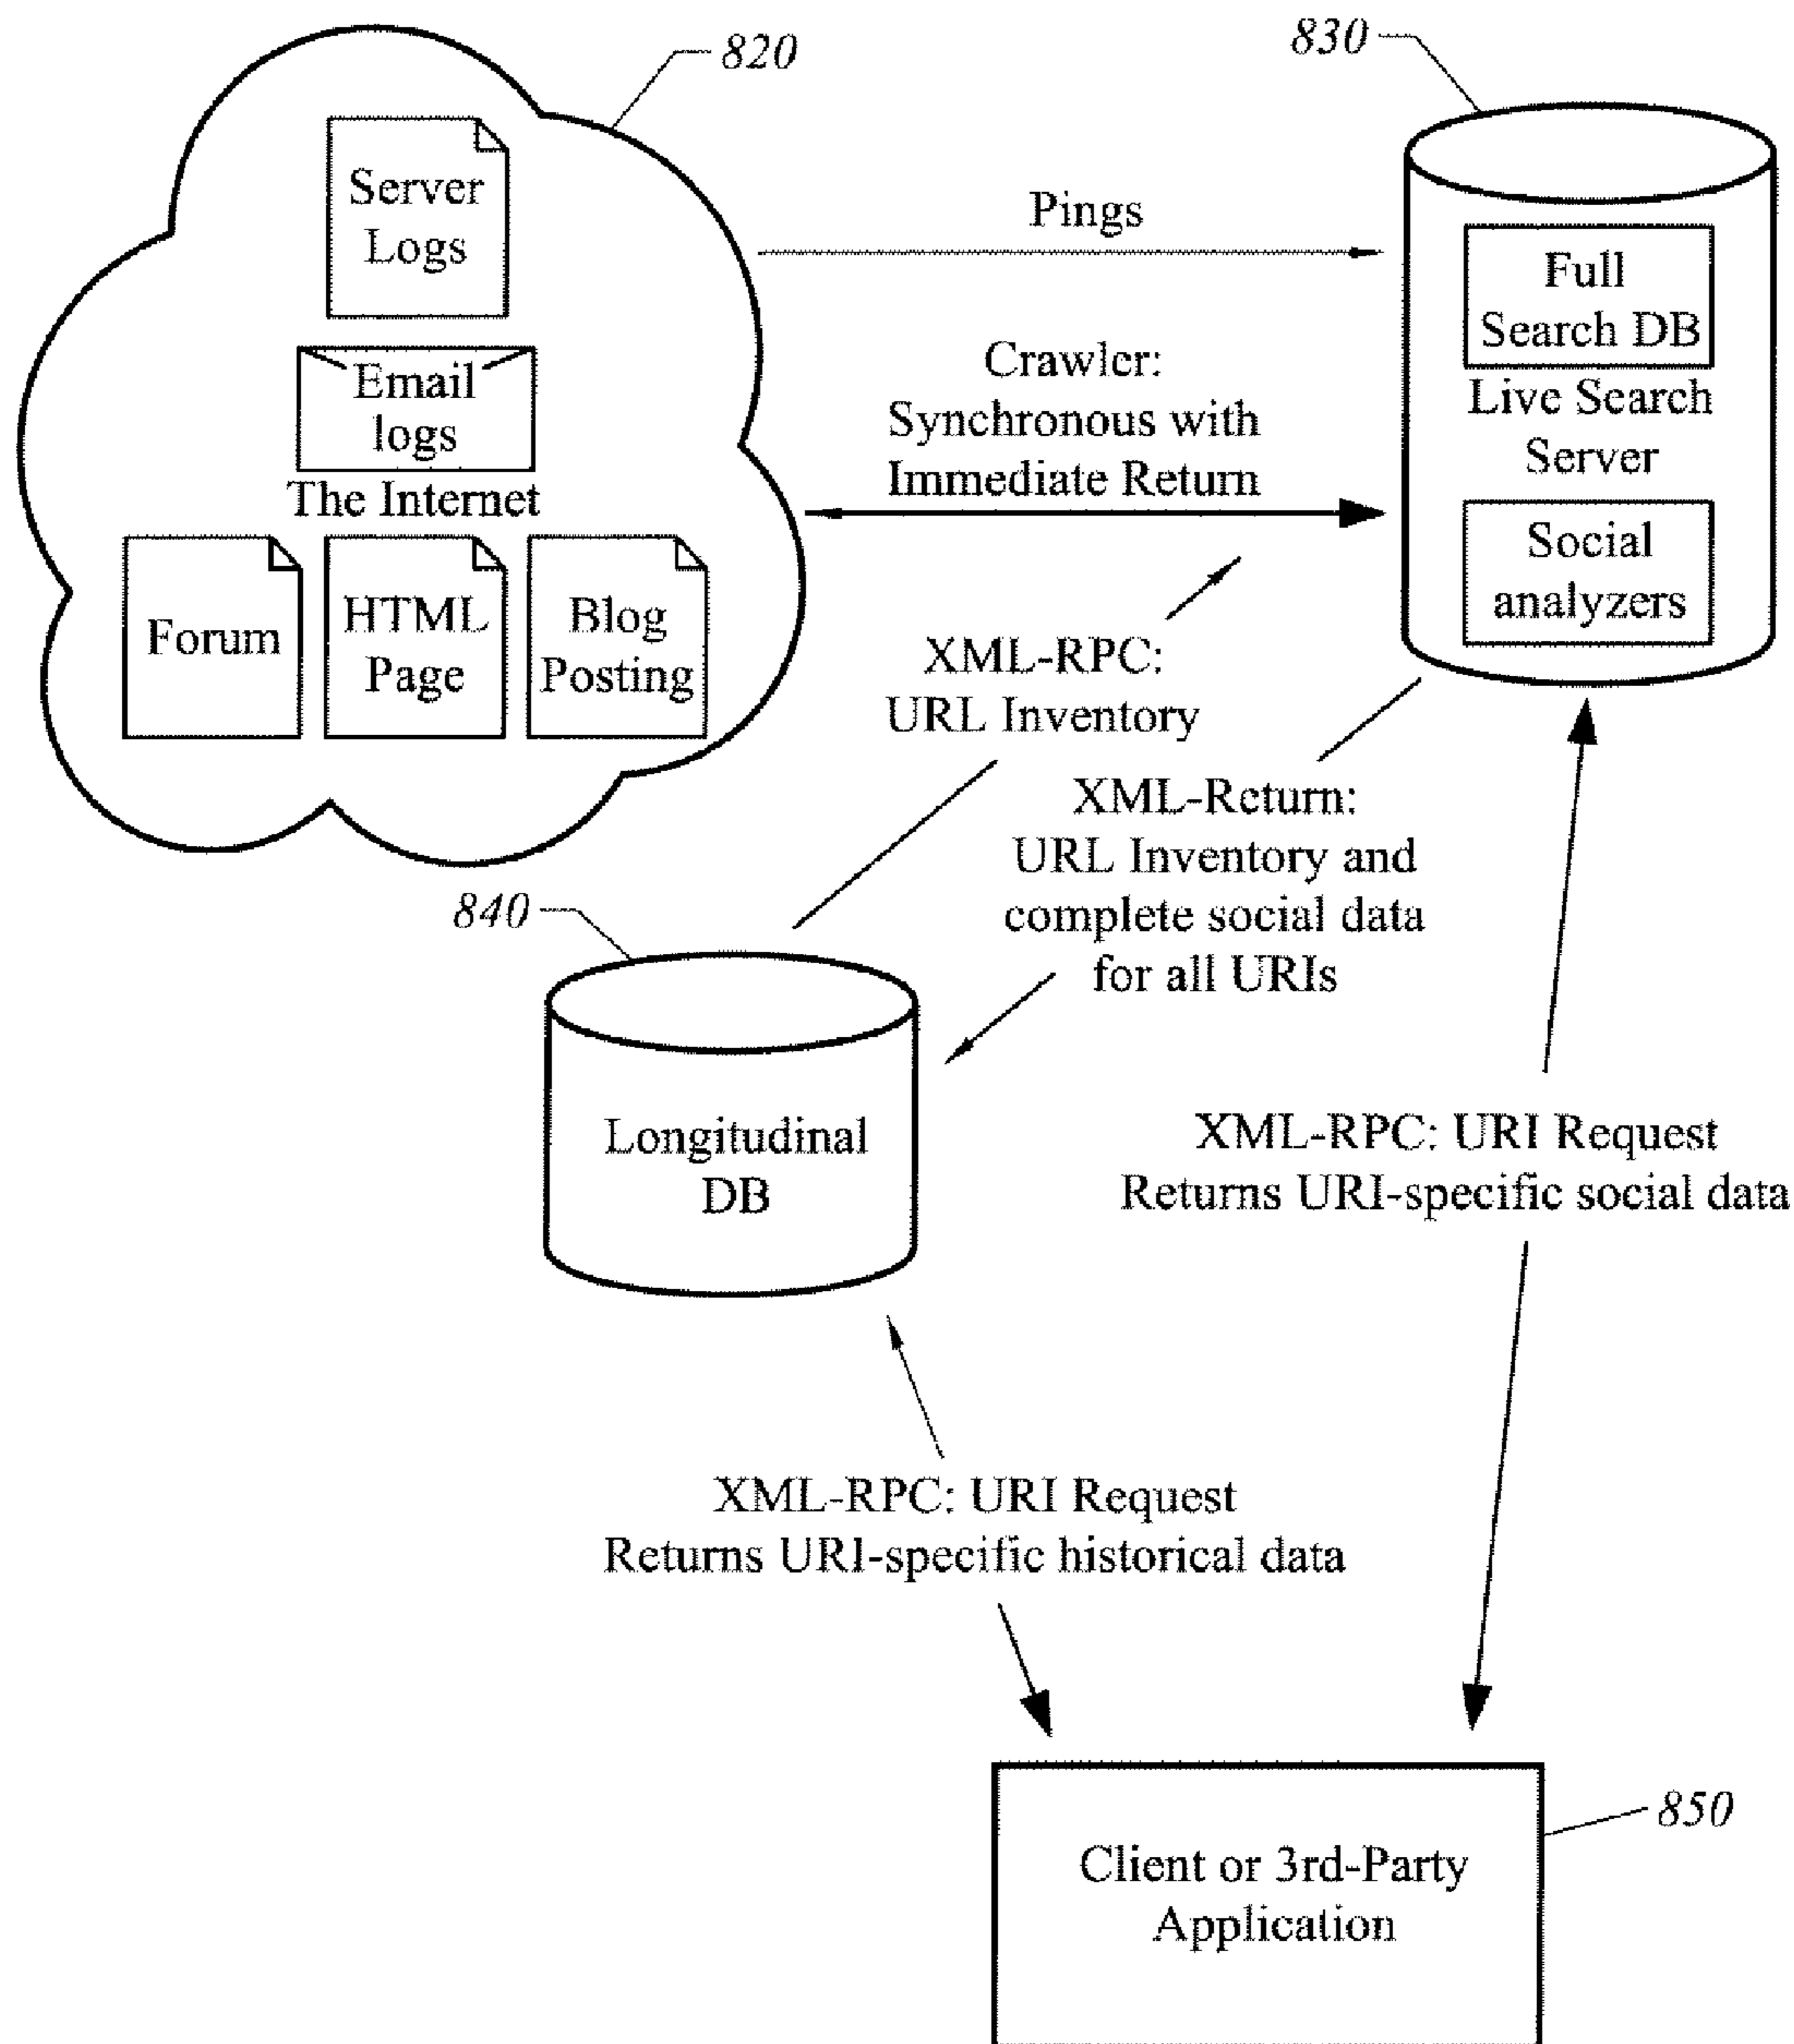 820
830
Server
Logs
Email
logs
The Internet
Forum
HTML
Page
Blog
Posting
Pings
Crawler:
Synchronous with
Immediate Return
Full
Search DB
Live Search
Server
Social
analyzers
XML-RPC:
URL Inventory
XML-Return:
URL Inventory and
complete social data
for all URIs
840
Longitudinal
DB
XML-RPC: URI Request
Returns URI-specific social data
XML-RPC: URI Request
Returns URI-specific historical data
850
Client or 3rd-Party
Application